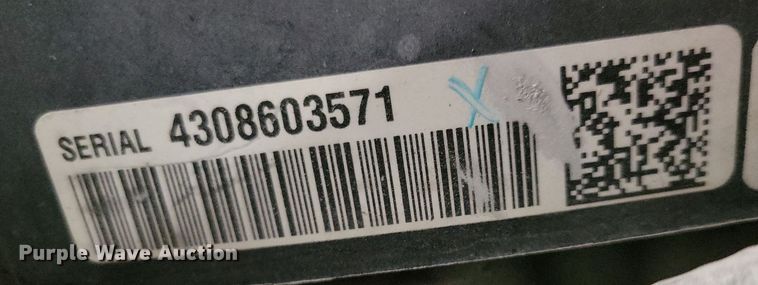 SERIAL 4308603571 X
Purple Wave Auction